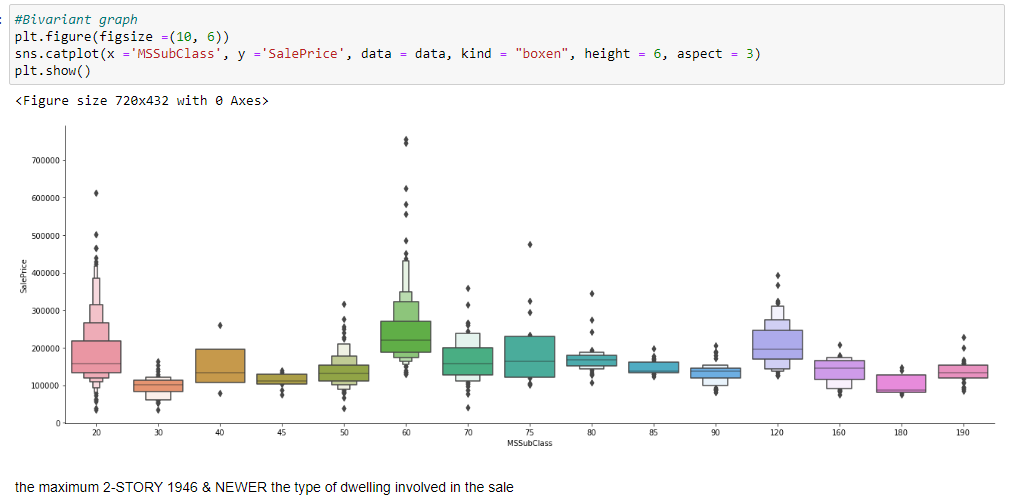 #Bivariant graph
plt.figure(figsize =(10, 6))
sns.catplot(x ='MSSubClass', y ='SalePrice', data = data, kind = "boxen", height = 6, aspect = 3)
plt.show()
<Figure size 720x432 with 0 Axes>
700000
600000
500000
400000
300000
200000
100000
0
SalePrice
20 30 40 45 50 60 70 75 80 85 90 120 160 180 190
MSSubClass
the maximum 2-STORY 1946 & NEWER the type of dwelling involved in the sale